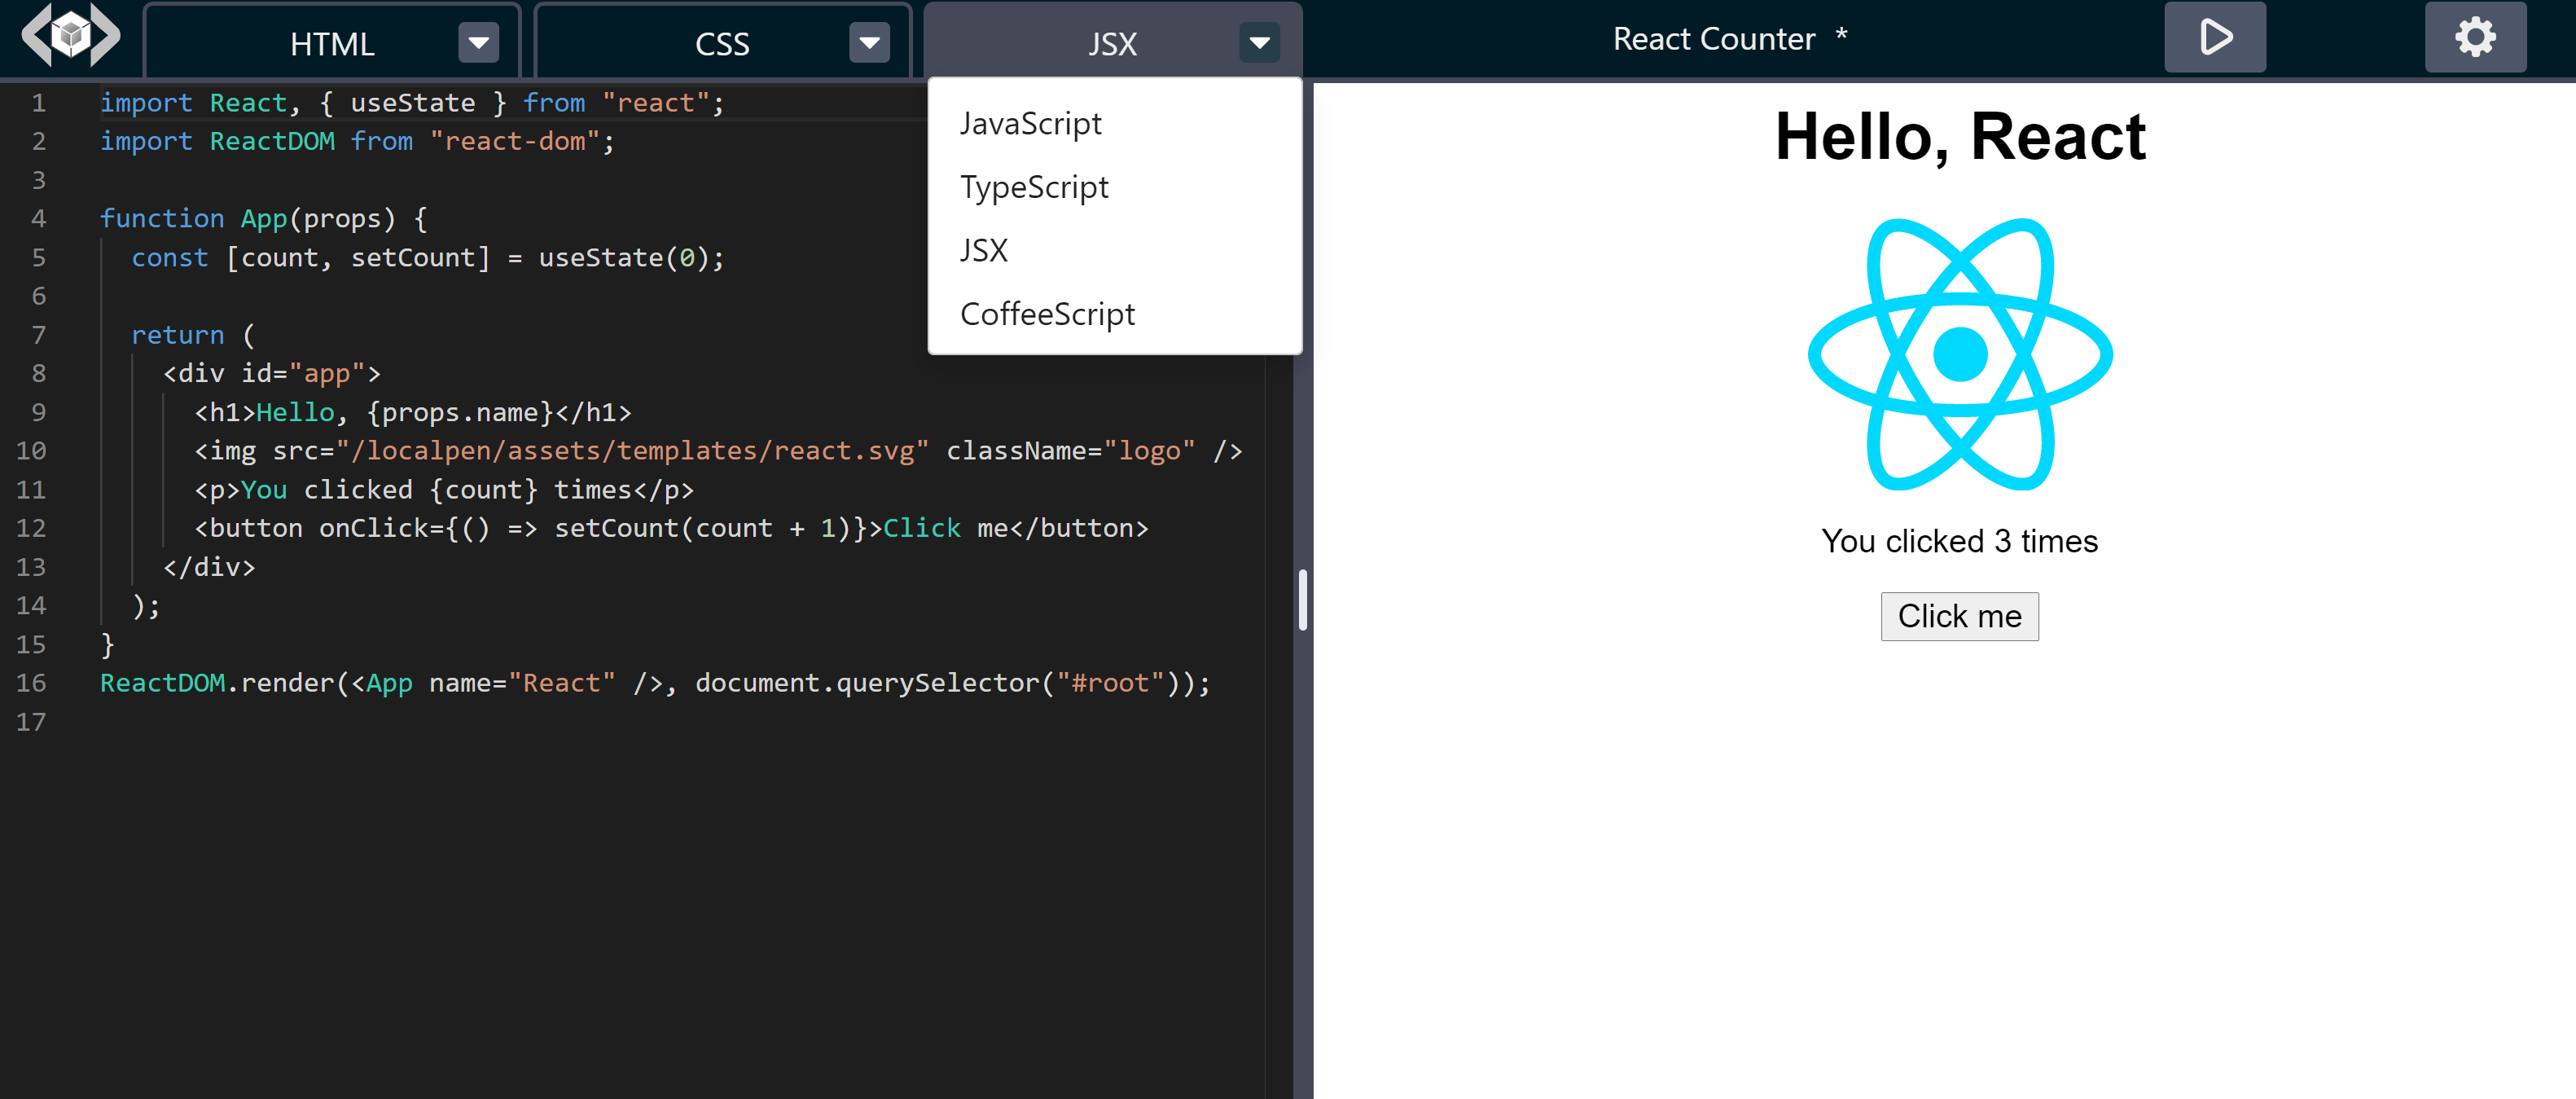 HTML
CSS
JSX
React Counter *
JavaScript
TypeScript
JSX
CoffeeScript
1 import React, { useState } from "react";
2 import ReactDOM from "react-dom";
3
4 function App(props) {
5   const [count, setCount] = useState(0);
6
7   return (
8     <div id="app">
9       <h1>Hello, {props.name}</h1>
10       <img src="/localpen/assets/templates/react.svg" className="logo" />
11       <p>You clicked {count} times</p>
12       <button onClick={() => setCount(count + 1)}>Click me</button>
13     </div>
14   );
15 }
16 ReactDOM.render(<App name="React" />, document.querySelector("#root"));
17
Hello, React
You clicked 3 times
Click me